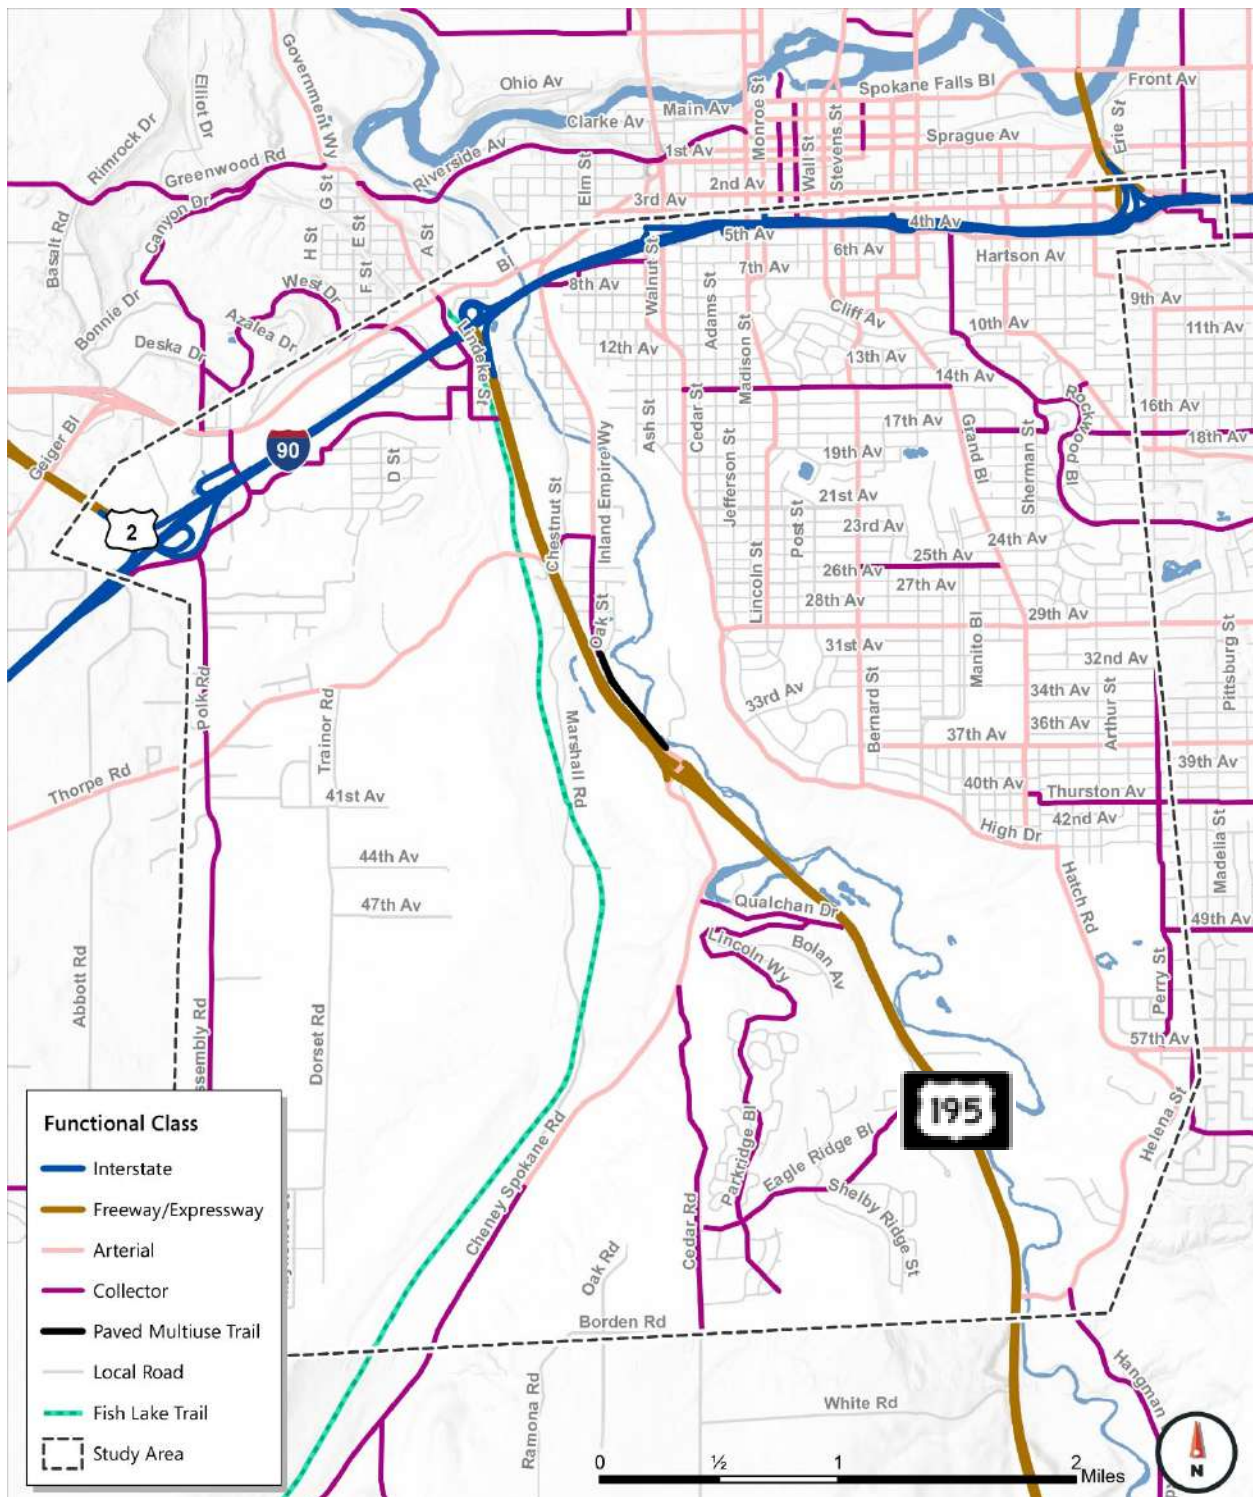 Ohio Av
Spokane Falls Bl
Front Av
Government Wy
Elliot Dr
Rimrock Dr
Main Av
Clarke Av
Monroe St
Wall St
Stevens St
Sprague Av
Erie St
1st Av
Riverside Av
Greenwood Rd
Elm St
2nd Av
3rd Av
G St
Canyon Dr
Basalt Rd
H St
F St
E St
A St
4th Av
5th Av
6th Av
Hartson Av
Bl
Walnut St
7th Av
8th Av
9th Av
West Dr
Bonnie Dr
Azalea Dr
Adams St
Cliff Av
10th Av
11th Av
Deska Dr
Lindeke St
12th Av
Madison St
13th Av
14th Av
Rockwood Bl
16th Av
Geiger Bl
90
D St
Ash St
Cedar St
17th Av
Grand Bl
Sherman St
18th Av
Inland Empire Wy
19th Av
2
Chestnut St
Jefferson St
21st Av
Post St
23rd Av
24th Av
25th Av
26th Av
27th Av
Lincoln St
28th Av
29th Av
Oak St
31st Av
Manito Bl
32nd Av
Pittsburg St
Polk Rd
Trainor Rd
33rd Av
Bernard St
34th Av
Arthur St
36th Av
37th Av
Marshall Rd
39th Av
Thorpe Rd
41st Av
40th Av
Thurston Av
42nd Av
High Dr
Madelia St
44th Av
47th Av
Qualchan Dr
Hatch Rd
49th Av
Lincoln Wy
Bolan Av
Abbott Rd
Perry St
Dorset Rd
57th Av
ssembly Rd
195
Helena St
Parkridge Bl
Eagle Ridge Bl
Cheney Spokane Rd
Shelby Ridge St
Cedar Rd
Oak Rd
Borden Rd
Hangman
Ramona Rd
White Rd
Functional Class
Interstate
Freeway/Expressway
Arterial
Collector
Paved Multiuse Trail
Local Road
Fish Lake Trail
Study Area
0 ½ 1 2
Miles
N